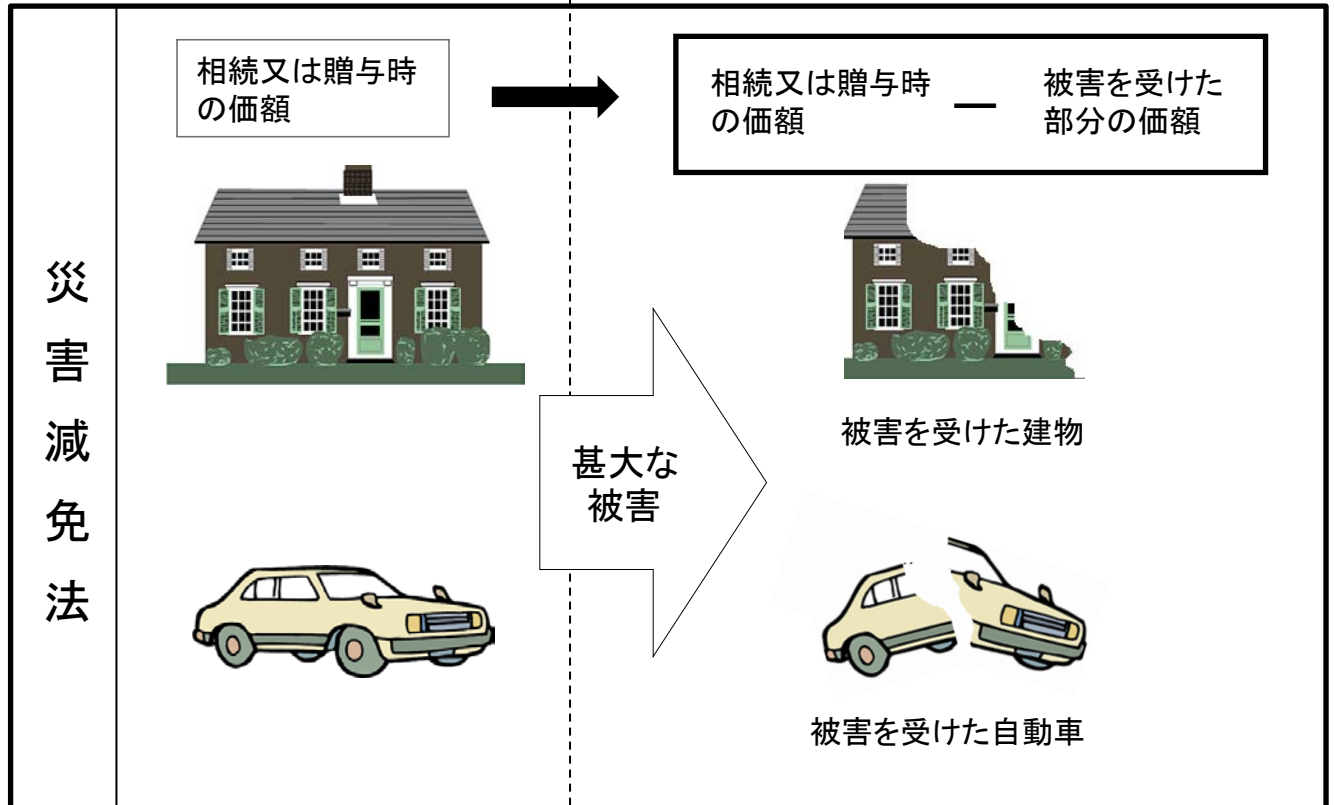 災害減免法
相続又は贈与時
の価額
相続又は贈与時
の価額
―
被害を受けた
部分の価額
甚大な
被害
被害を受けた建物
被害を受けた自動車